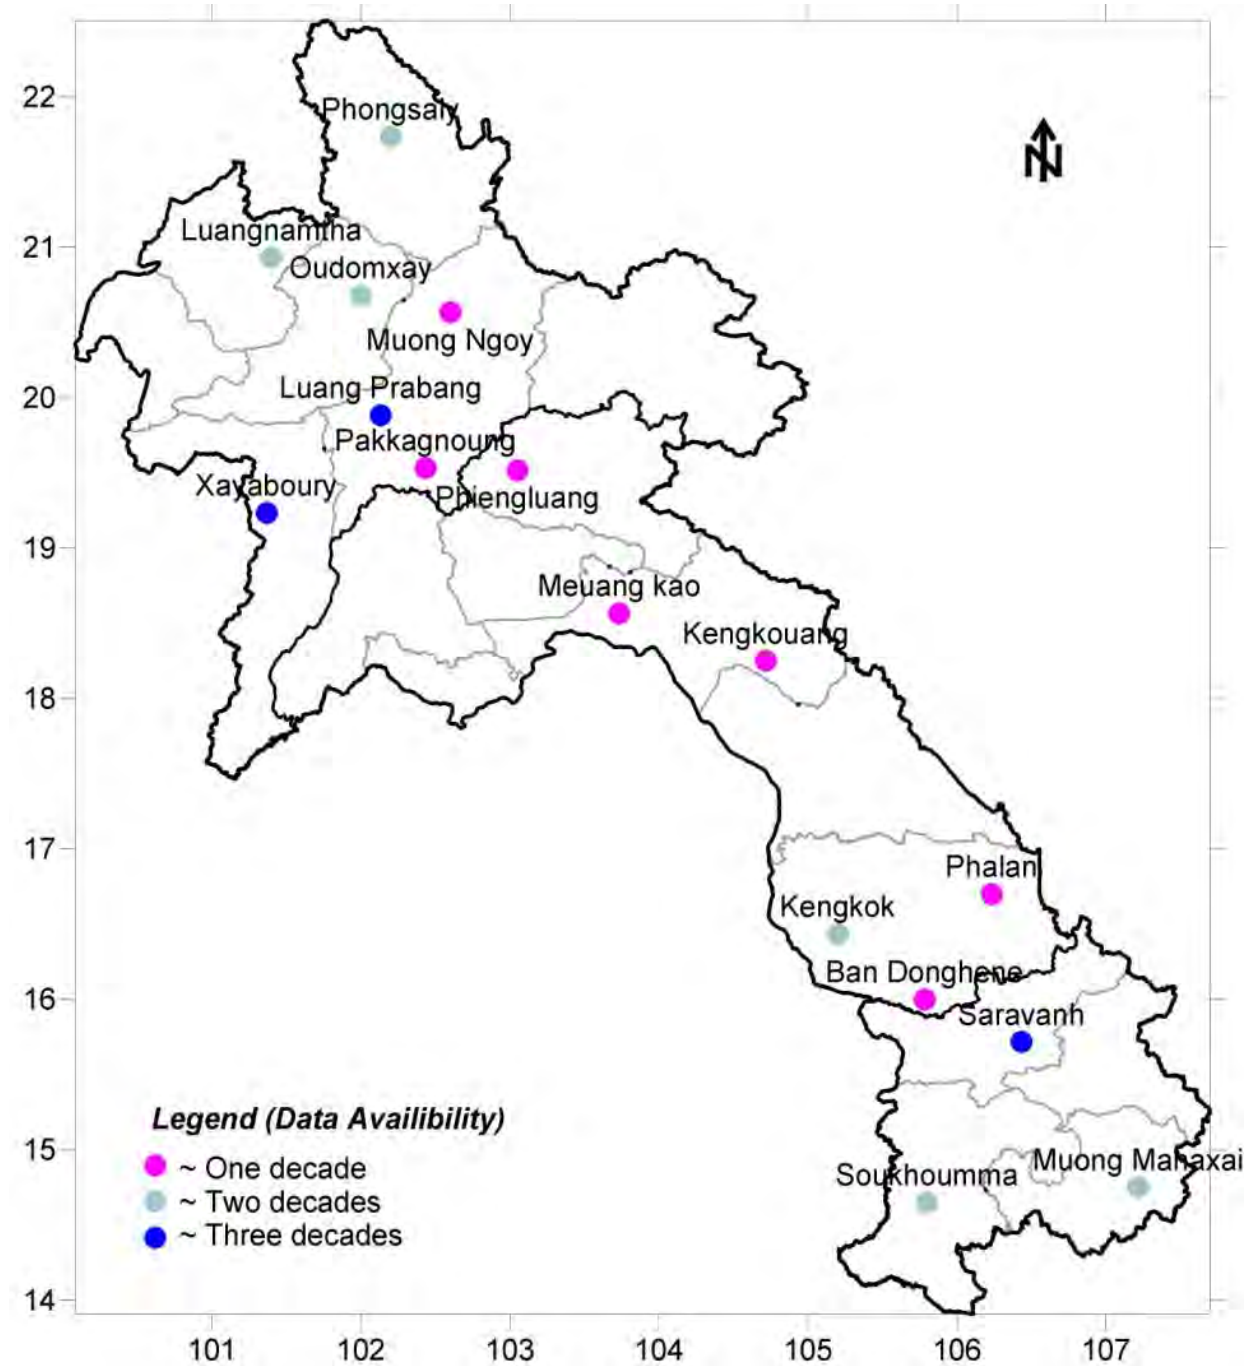 22
Phongsaly
N
21
Luangnamtha
Oudomxay
Muong Ngoy
20
Luang Prabang
Pakkagnoung
Xayaboury
Phiengluang
19
Meuang kao
Kengkouang
18
17
Phalan
Kengkok
Ban Donghene
16
Saravanh
Legend (Data Availibility)
15
~ One decade
Soukhoumma
Muong Mahaxai
~ Two decades
~ Three decades
14
101 102 103 104 105 106 107